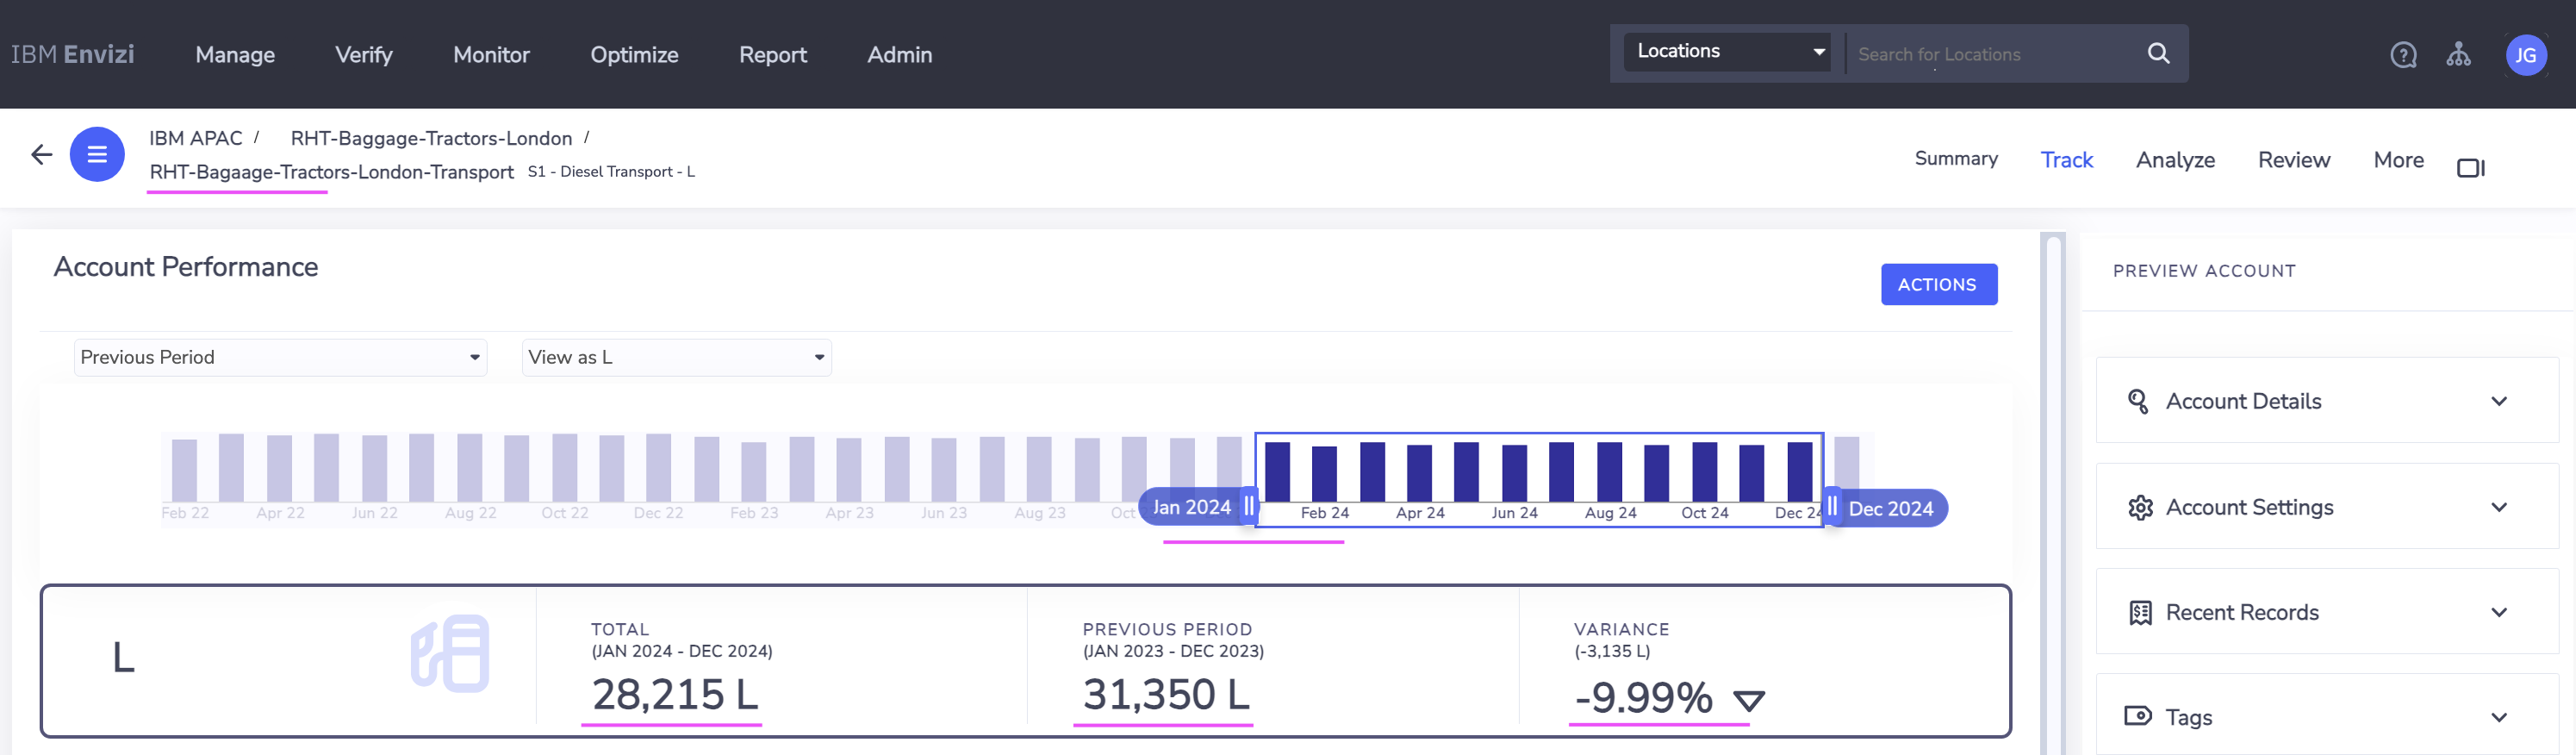 IBM Envizi Manage Verify Monitor Optimize Report Admin Locations Search for Locations JG
IBM APAC / RHT-Baggage-Tractors-London /
RHT-Bagaage-Tractors-London-Transport S1 - Diesel Transport - L
Summary Track Analyze Review More
Account Performance
ACTIONS
Previous Period View as L
Feb 22 Apr 22 Jun 22 Aug 22 Oct 22 Dec 22 Feb 23 Apr 23 Jun 23 Aug 23 Oct Jan 2024 Feb 24 Apr 24 Jun 24 Aug 24 Oct 24 Dec 24 Dec 2024
L
TOTAL
(JAN 2024 - DEC 2024)
28,215 L
PREVIOUS PERIOD
(JAN 2023 - DEC 2023)
31,350 L
VARIANCE
(-3,135 L)
-9.99%
PREVIEW ACCOUNT
Account Details
Account Settings
Recent Records
Tags